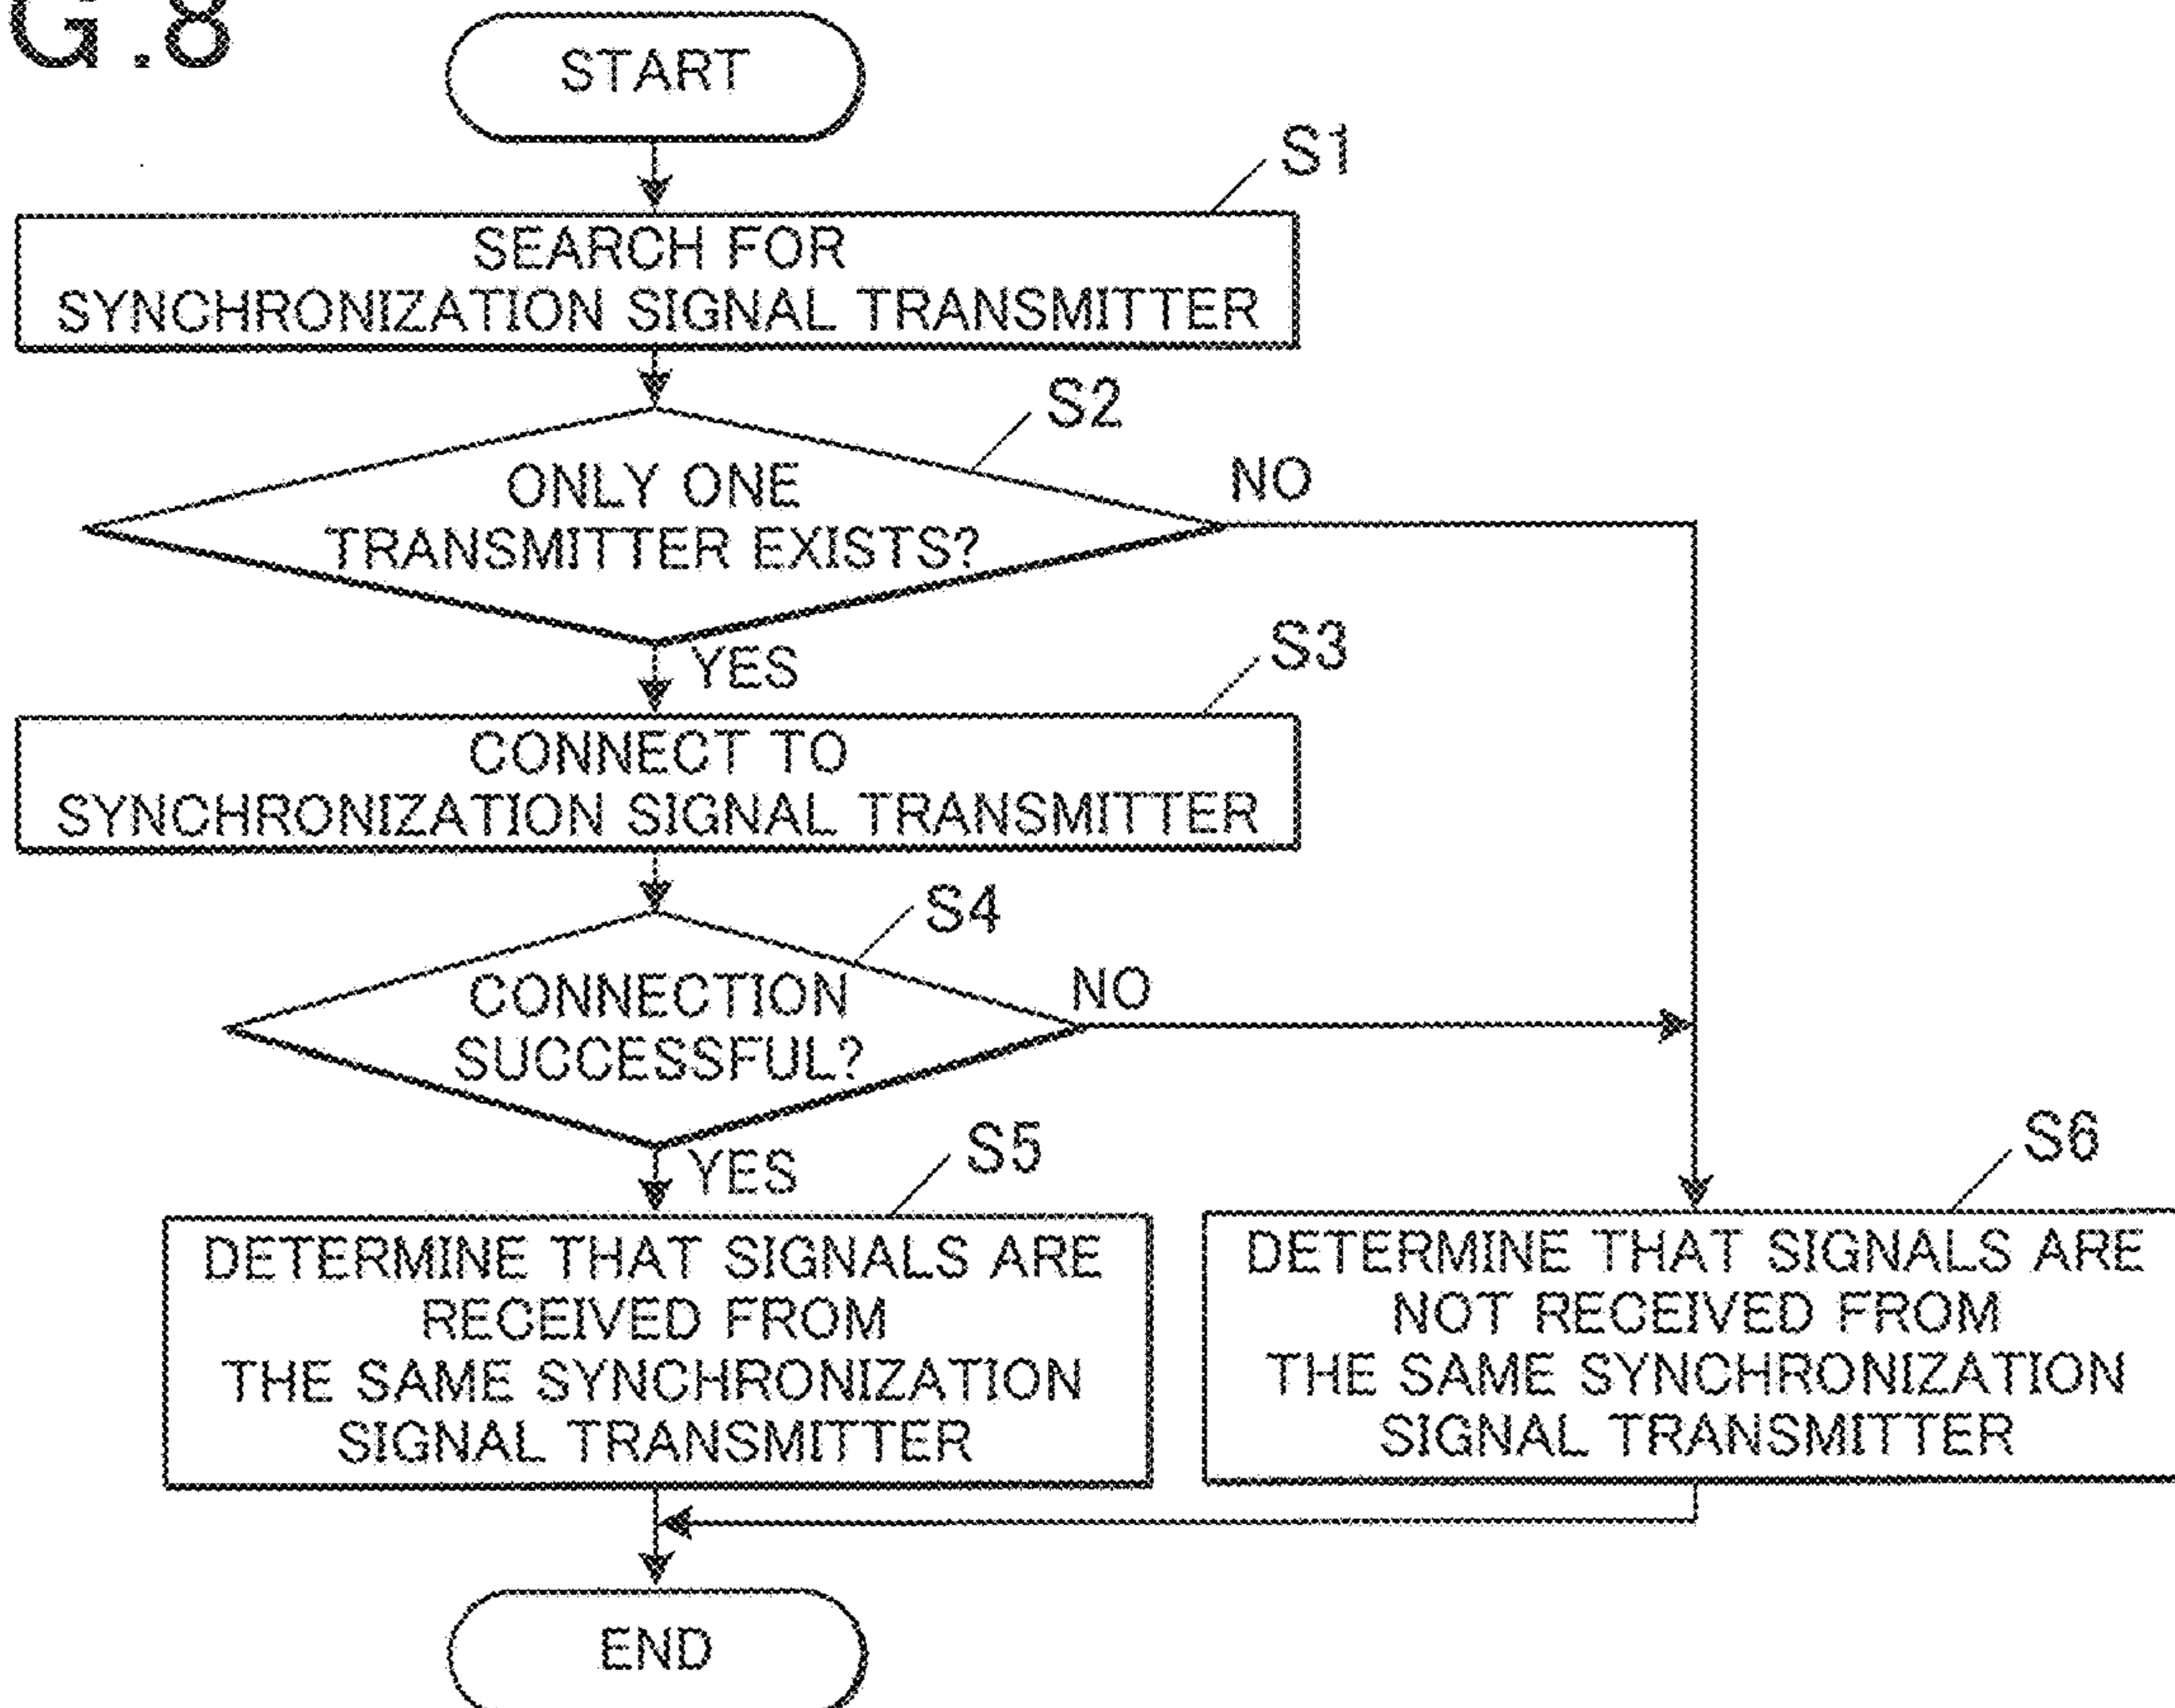 G.8
START
S1
SEARCH FOR
SYNCHRONIZATION SIGNAL TRANSMITTER
S2
ONLY ONE
TRANSMITTER EXISTS?
NO
YES
S3
CONNECT TO
SYNCHRONIZATION SIGNAL TRANSMITTER
S4
CONNECTION
SUCCESSFUL?
NO
YES
S5
DETERMINE THAT SIGNALS ARE
RECEIVED FROM
THE SAME SYNCHRONIZATION
SIGNAL TRANSMITTER
S6
DETERMINE THAT SIGNALS ARE
NOT RECEIVED FROM
THE SAME SYNCHRONIZATION
SIGNAL TRANSMITTER
END